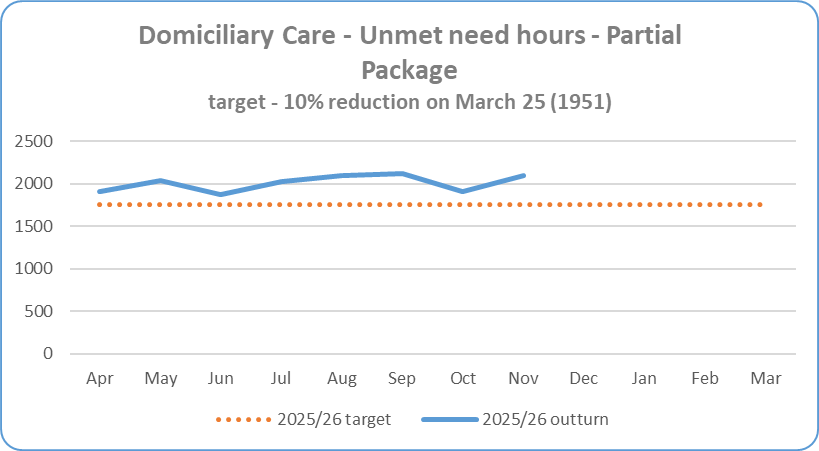 Domiciliary Care - Unmet need hours - Partial
Package
target - 10% reduction on March 25 (1951)
2500
2000
1500
1000
500
0
Apr May Jun Jul Aug Sep Oct Nov Dec Jan Feb Mar
2025/26 target 2025/26 outturn